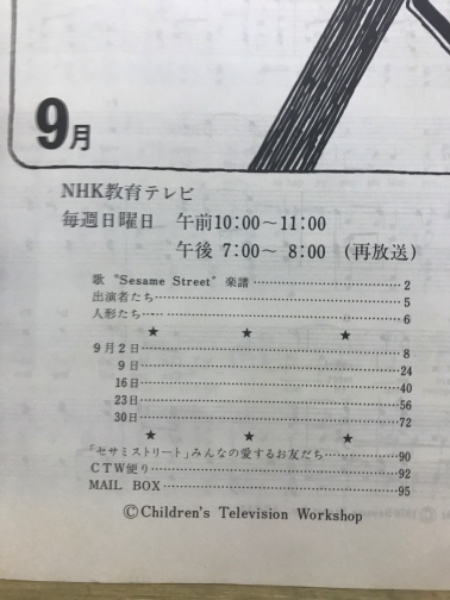 9月
NHK教育テレビ
毎週日曜日 午前10:00〜11:00
午後 7:00〜 8:00 (再放送)
歌 "Sesame Street" 楽譜 2
出演者たち 5
人形たち 6
★ ★ ★
9月2日 8
9日 24
16日 40
23日 56
30日 72
★ ★ ★
「セサミストリート」みんなの愛するお友だち 90
CTW便り 92
MAIL BOX 95
©Children's Television Workshop